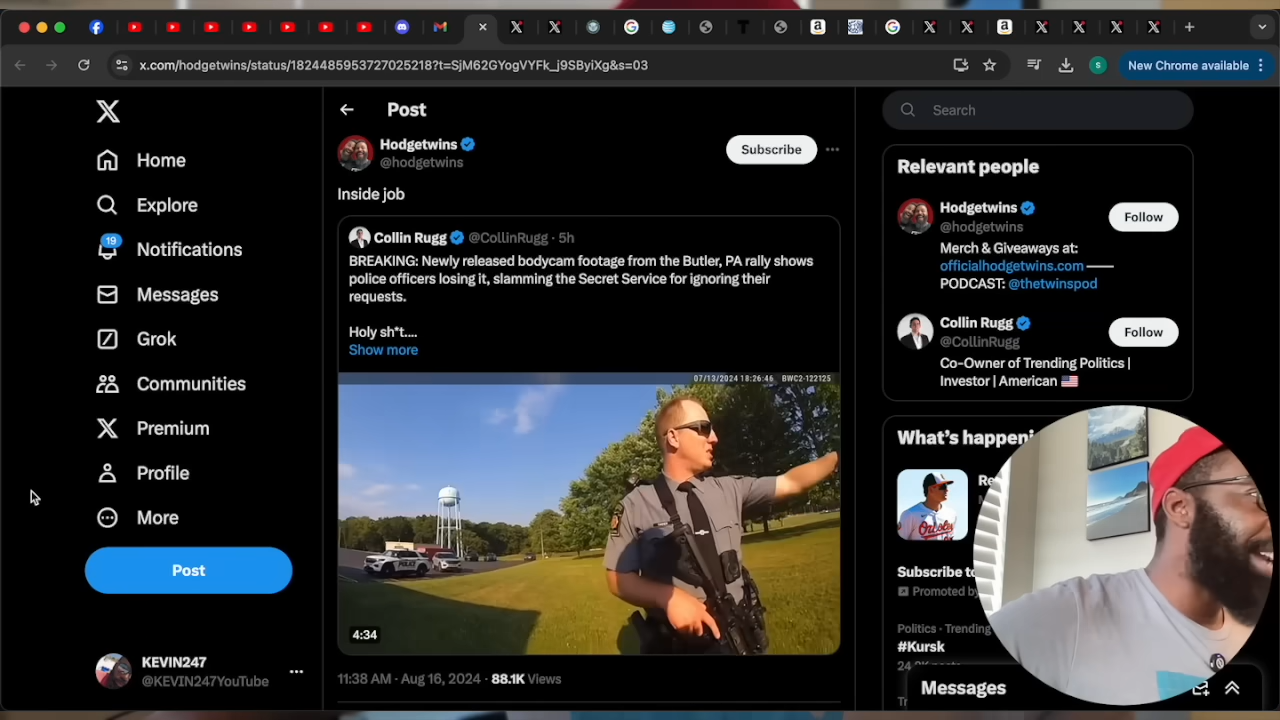 x.com/hodgetwins/status/1824485953727025218?t=SjM62GYogVYFk_j9SByiXg&s=03
New Chrome available
Home
Explore
19
Notifications
Messages
Grok
Communities
Premium
Profile
More
Post
KEVIN247
@KEVIN247YouTube
Post
Hodgetwins
@hodgetwins
Subscribe
Inside job
Collin Rugg @CollinRugg · 5h
BREAKING: Newly released bodycam footage from the Butler, PA rally shows
police officers losing it, slamming the Secret Service for ignoring their
requests.
Holy sh*t....
Show more
07/13/2024 18:26:46 BWC2-122125
POLICE
4:34
11:38 AM · Aug 16, 2024 · 88.1K Views
Search
Relevant people
Hodgetwins
@hodgetwins
Follow
Merch & Giveaways at:
officialhodgetwins.com ——
PODCAST: @thetwinspod
Collin Rugg
@CollinRugg
Follow
Co-Owner of Trending Politics |
Investor | American
What's happeni
Re
Orioles
Subscribe to
Promoted by
Politics · Trending
#Kursk
Messages